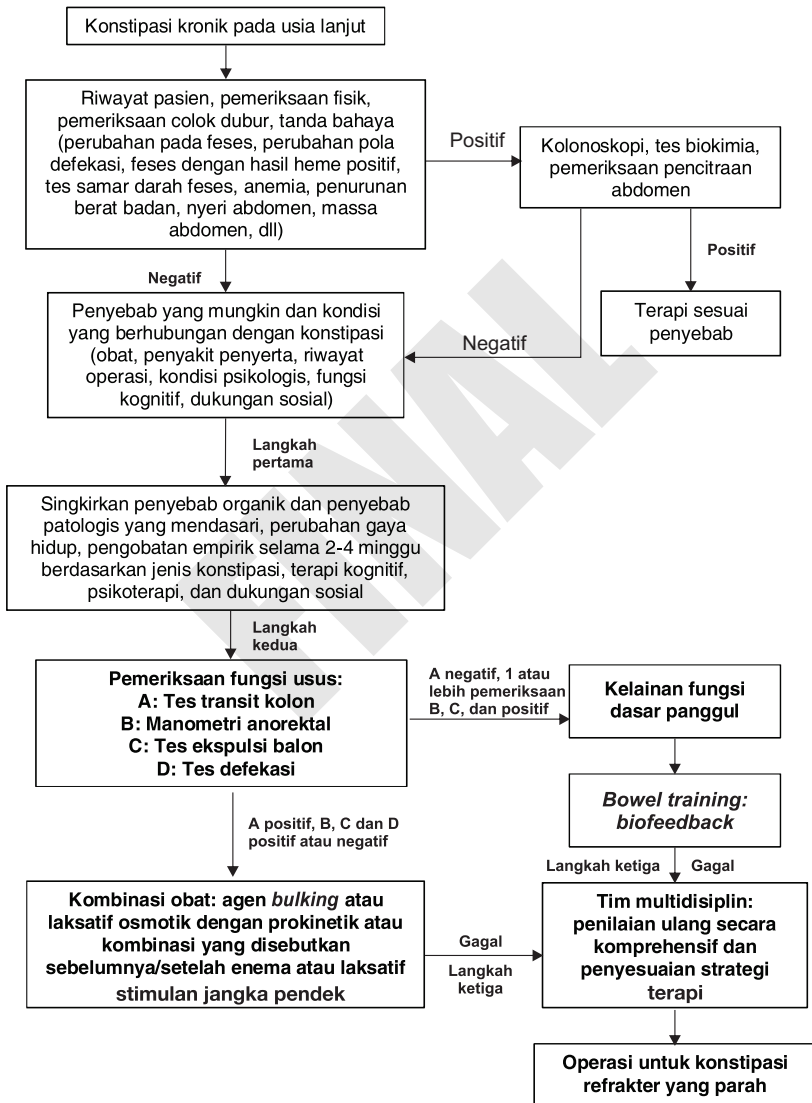 Konstipasi kronik pada usia lanjut
Riwayat pasien, pemeriksaan fisik,
pemeriksaan colok dubur, tanda bahaya
(perubahan pada feses, perubahan pola
defekasi, feses dengan hasil heme positif,
tes samar darah feses, anemia, penurunan
berat badan, nyeri abdomen, massa
abdomen, dll)
Positif
Kolonoskopi, tes biokimia,
pemeriksaan pencitraan
abdomen
Positif
Terapi sesuai
penyebab
Negatif
Negatif
Penyebab yang mungkin dan kondisi
yang berhubungan dengan konstipasi
(obat, penyakit penyerta, riwayat
operasi, kondisi psikologis, fungsi
kognitif, dukungan sosial)
Langkah
pertama
Singkirkan penyebab organik dan penyebab
patologis yang mendasari, perubahan gaya
hidup, pengobatan empirik selama 2-4 minggu
berdasarkan jenis konstipasi, terapi kognitif,
psikoterapi, dan dukungan sosial
Langkah
kedua
Pemeriksaan fungsi usus:
A: Tes transit kolon
B: Manometri anorektal
C: Tes ekspulsi balon
D: Tes defekasi
A negatif, 1 atau
lebih pemeriksaan
B, C, dan positif
Kelainan fungsi
dasar panggul
Bowel training:
biofeedback
Langkah ketiga
Gagal
A positif, B, C dan D
positif atau negatif
Kombinasi obat: agen bulking atau
laksatif osmotik dengan prokinetik atau
kombinasi yang disebutkan
sebelumnya/setelah enema atau laksatif
stimulan jangka pendek
Gagal
Langkah
ketiga
Tim multidisiplin:
penilaian ulang secara
komprehensif dan
penyesuaian strategi
terapi
Operasi untuk konstipasi
refrakter yang parah
FINAL